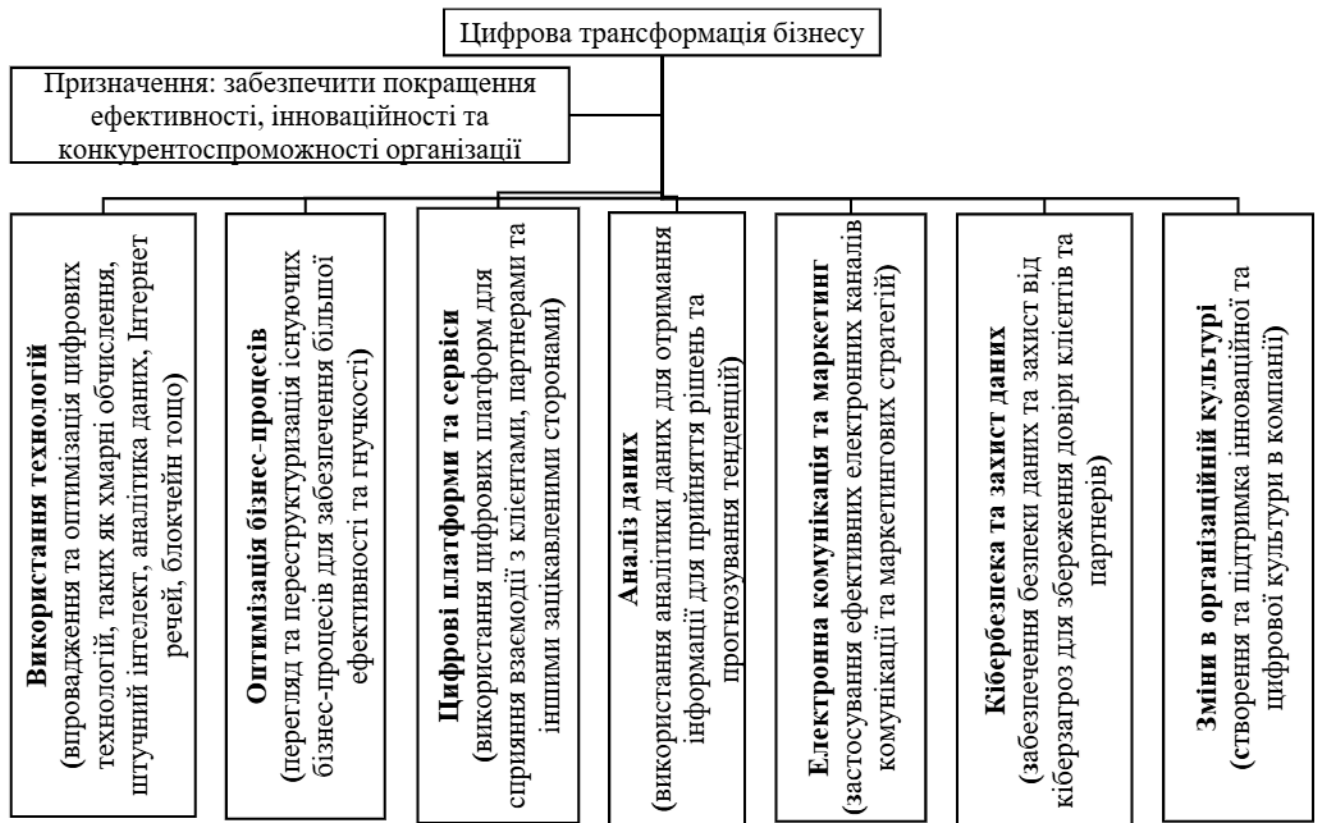 Цифрова трансформація бізнесу
Призначення: забезпечити покращення
ефективності, інноваційності та
конкурентоспроможності організації
Використання технологій
(впровадження та оптимізація цифрових
технологій, таких як хмарні обчислення,
штучний інтелект, аналітика даних, Інтернет
речей, блокчейн тощо
Оптимізація бізнес-процесів
(перегляд та переструктуризація існуючих
бізнес-процесів для забезпечення більшої
ефективності та гнучкості)
Цифрові платформи та сервіси
(використання цифрових платформ для
сприяння взаємодії з клієнтами, партнерами та
іншими зацікавленими сторонами)
Аналіз даних
(використання аналітики даних для отримання
інформації для прийняття рішень та
прогнозування тенденцій)
Електронна комунікація та маркетинг
(застосування ефективних електронних каналів
комунікації та маркетингових стратегій)
Кібербезпека та захист даних
(забезпечення безпеки даних та захист від
кіберзагроз для збереження довіри клієнтів та
партнерів)
Зміни в організаційній культурі
(створення та підтримка інноваційної та
цифрової культури в компанії)